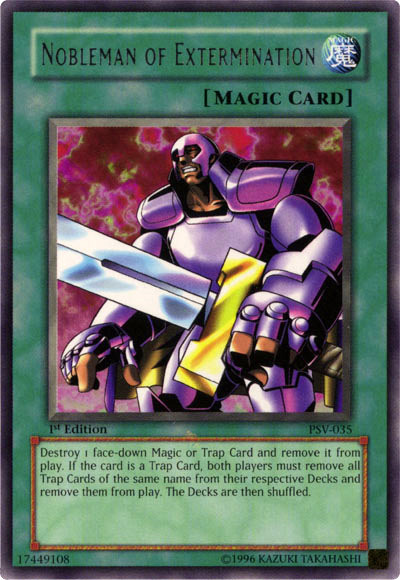 NOBLEMAN OF EXTERMINATION
MAGIC
魔
[MAGIC CARD]
1st Edition
PSV-035
Destroy 1 face-down Magic or Trap Card and remove it from
play. If the card is a Trap Card, both players must remove all
Trap Cards of the same name from their respective Decks and
remove them from play. The Decks are then shuffled.
17449108
©1996 KAZUKI TAKAHASHI